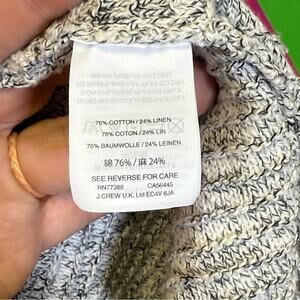 76% COTTON / 24% LINEN
76% COTON / 24% LIN
76% BAUMWOLLE / 24% LEINEN
綿 76% / 麻 24%
SEE REVERSE FOR CARE
RN77388 CA56445
J.CREW U.K. Ltd EC4V 6JA